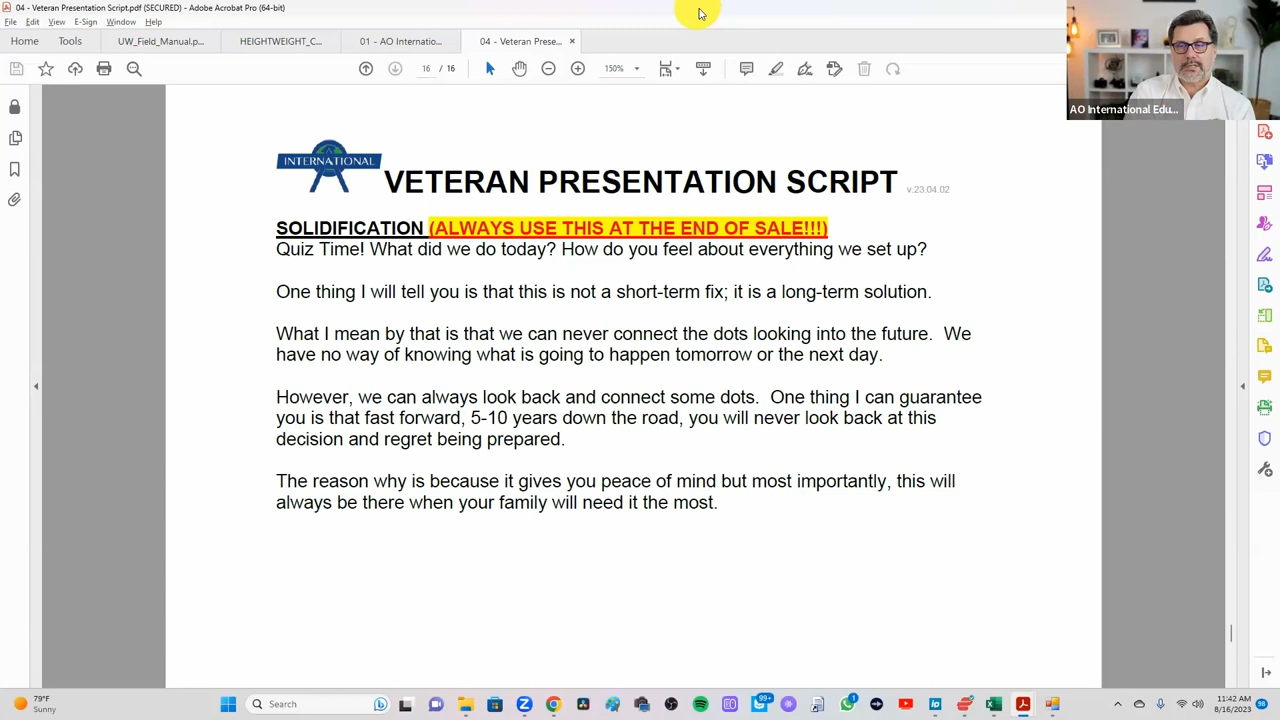 04 - Veteran Presentation Script.pdf (SECURED) - Adobe Acrobat Pro (64-bit)
File Edit View E-Sign Window Help
Home Tools UW_Field_Manual.p... HEIGHTWEIGHT_C... 01 - AO Internatio... 04 - Veteran Prese... ×
16 / 16 150%
AO International Edu...
INTERNATIONAL
VETERAN PRESENTATION SCRIPT v.23.04.02
SOLIDIFICATION (ALWAYS USE THIS AT THE END OF SALE!!!)
Quiz Time! What did we do today? How do you feel about everything we set up?
One thing I will tell you is that this is not a short-term fix; it is a long-term solution.
What I mean by that is that we can never connect the dots looking into the future. We
have no way of knowing what is going to happen tomorrow or the next day.
However, we can always look back and connect some dots. One thing I can guarantee
you is that fast forward, 5-10 years down the road, you will never look back at this
decision and regret being prepared.
The reason why is because it gives you peace of mind but most importantly, this will
always be there when your family will need it the most.
79°F
Sunny
Search
99+
1
11:42 AM
8/16/2023
98